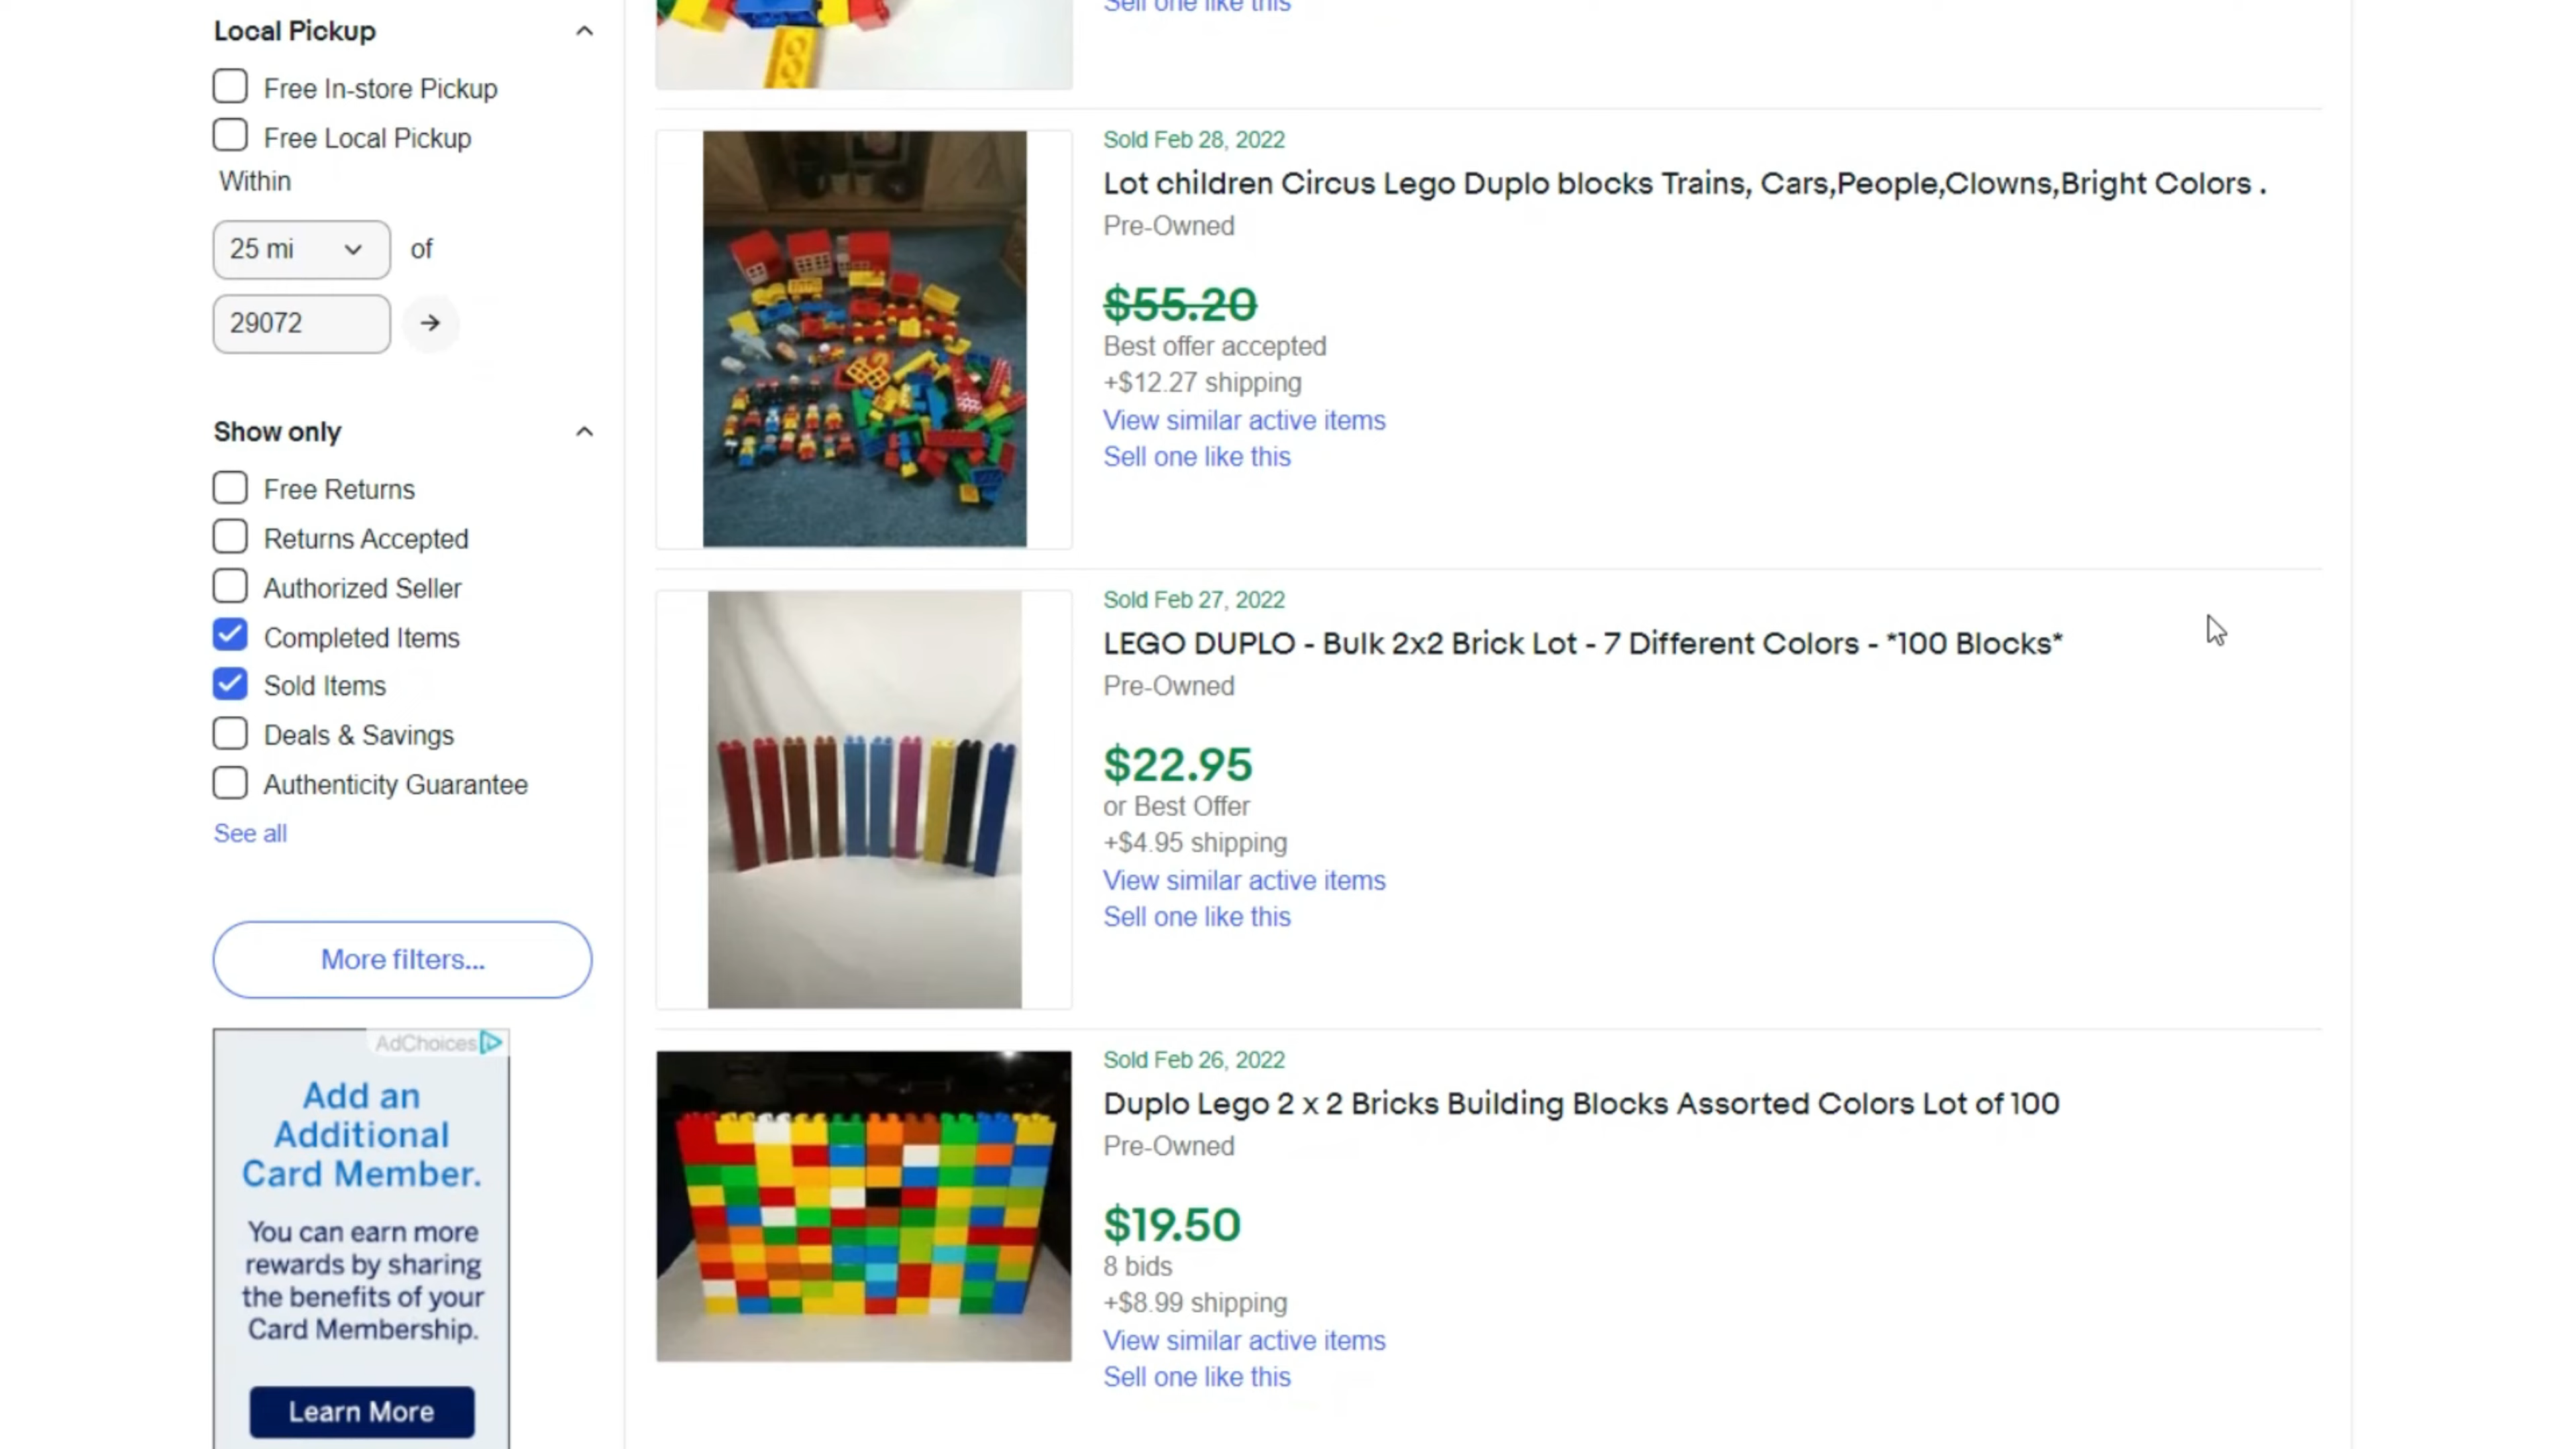 Local Pickup
Free In-store Pickup
Free Local Pickup
Within
25 mi of
29072
Show only
Free Returns
Returns Accepted
Authorized Seller
Completed Items
Sold Items
Deals & Savings
Authenticity Guarantee
See all
More filters...
AdChoices
Add an
Additional
Card Member.
You can earn more
rewards by sharing
the benefits of your
Card Membership.
Learn More
Sell one like this
Sold Feb 28, 2022
Lot children Circus Lego Duplo blocks Trains, Cars,People,Clowns,Bright Colors .
Pre-Owned
$55.20
Best offer accepted
+$12.27 shipping
View similar active items
Sell one like this
Sold Feb 27, 2022
LEGO DUPLO - Bulk 2x2 Brick Lot - 7 Different Colors - *100 Blocks*
Pre-Owned
$22.95
or Best Offer
+$4.95 shipping
View similar active items
Sell one like this
Sold Feb 26, 2022
Duplo Lego 2 x 2 Bricks Building Blocks Assorted Colors Lot of 100
Pre-Owned
$19.50
8 bids
+$8.99 shipping
View similar active items
Sell one like this